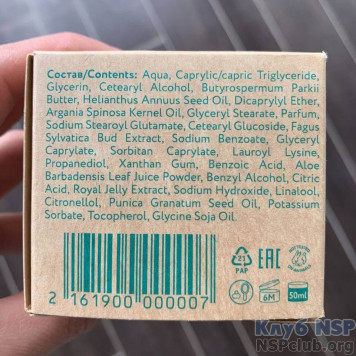 Состав/Contents: Aqua, Caprylic/capric Triglyceride,
Glycerin, Cetearyl Alcohol, Butyrospermum Parkii
Butter, Helianthus Annuus Seed Oil, Dicaprylyl Ether,
Argania Spinosa Kernel Oil, Glyceryl Stearate, Parfum,
Sodium Stearoyl Glutamate, Cetearyl Glucoside, Fagus
Sylvatica Bud Extract, Sodium Benzoate, Glyceryl
Caprylate, Sorbitan Caprylate, Lauroyl Lysine,
Propanediol, Xanthan Gum, Benzoic Acid, Aloe
Barbadensis Leaf Juice Powder, Benzyl Alcohol, Citric
Acid, Royal Jelly Extract, Sodium Hydroxide, Linalool,
Citronellol, Punica Granatum Seed Oil, Potassium
Sorbate, Tocopherol, Glycine Soja Oil.
21
PAP
EAC
6M
50ml
2 161900 000007
Клуб NSP
NSPclub.org